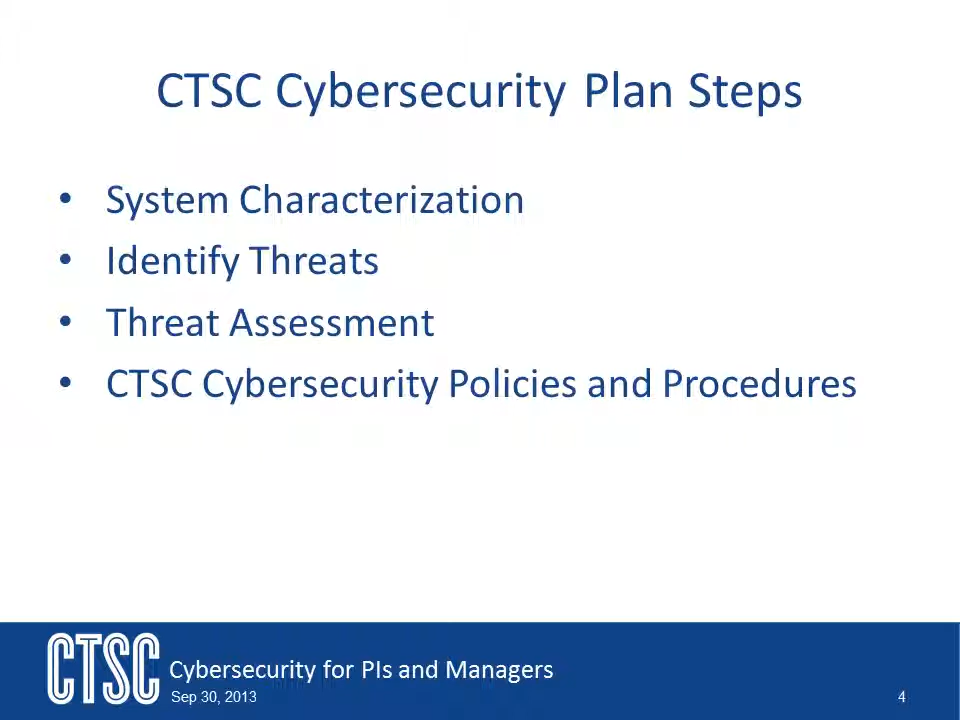 CTSC Cybersecurity Plan Steps
• System Characterization
• Identify Threats
• Threat Assessment
• CTSC Cybersecurity Policies and Procedures
CTSC
Cybersecurity for PIs and Managers
Sep 30, 2013
4